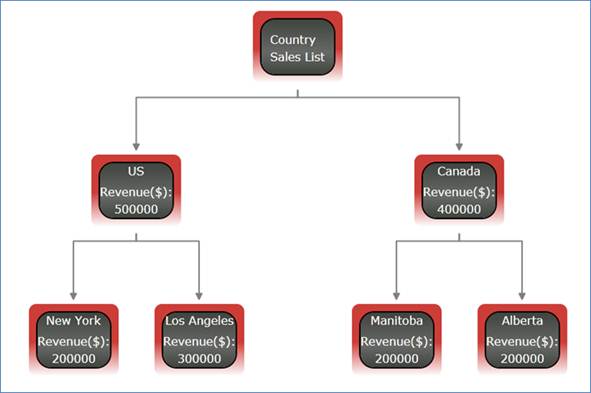 Country
Sales List
US
Revenue($):
500000
Canada
Revenue($):
400000
New York
Revenue($):
200000
Los Angeles
Revenue($):
300000
Manitoba
Revenue($):
200000
Alberta
Revenue($):
200000